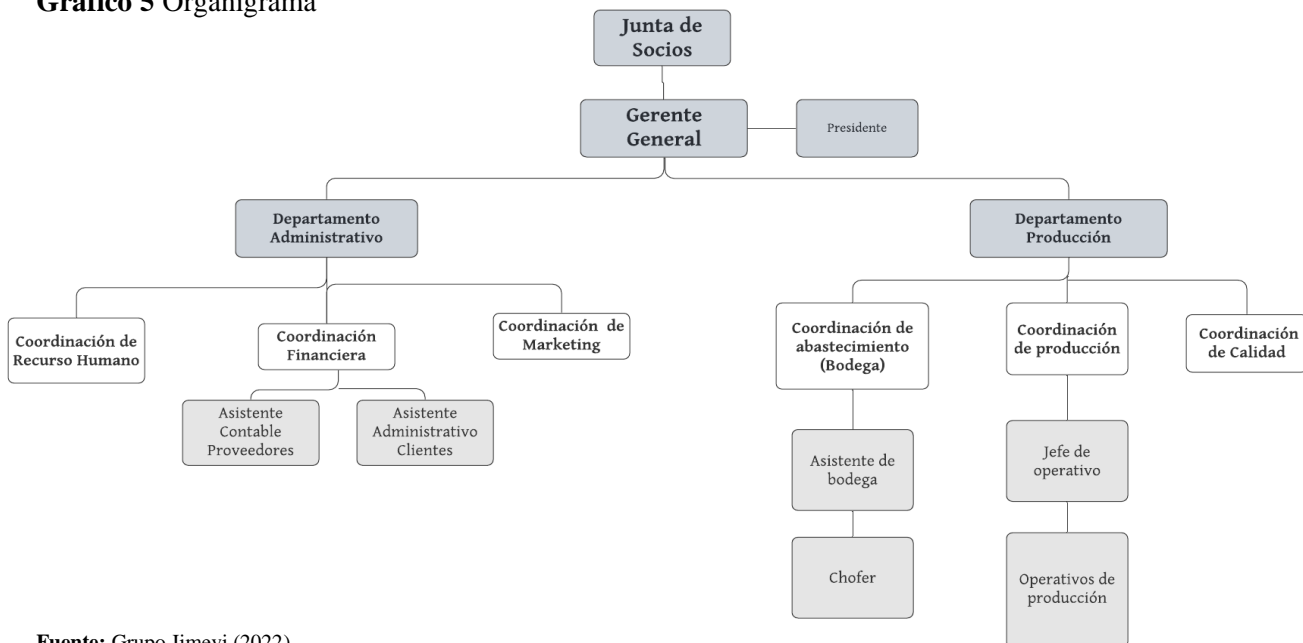 Gráfico 5 Organigrama
Junta de
Socios
Gerente
General
Presidente
Departamento
Administrativo
Departamento
Producción
Coordinación de
Recurso Humano
Coordinación
Financiera
Coordinación de
Marketing
Coordinación de
abastecimiento
(Bodega)
Coordinación
de producción
Coordinación
de Calidad
Asistente
Contable
Proveedores
Asistente
Administrativo
Clientes
Asistente de
bodega
Jefe de
operativo
Chofer
Operativos de
producción
Fuente: Grupo Jimevi (2022)